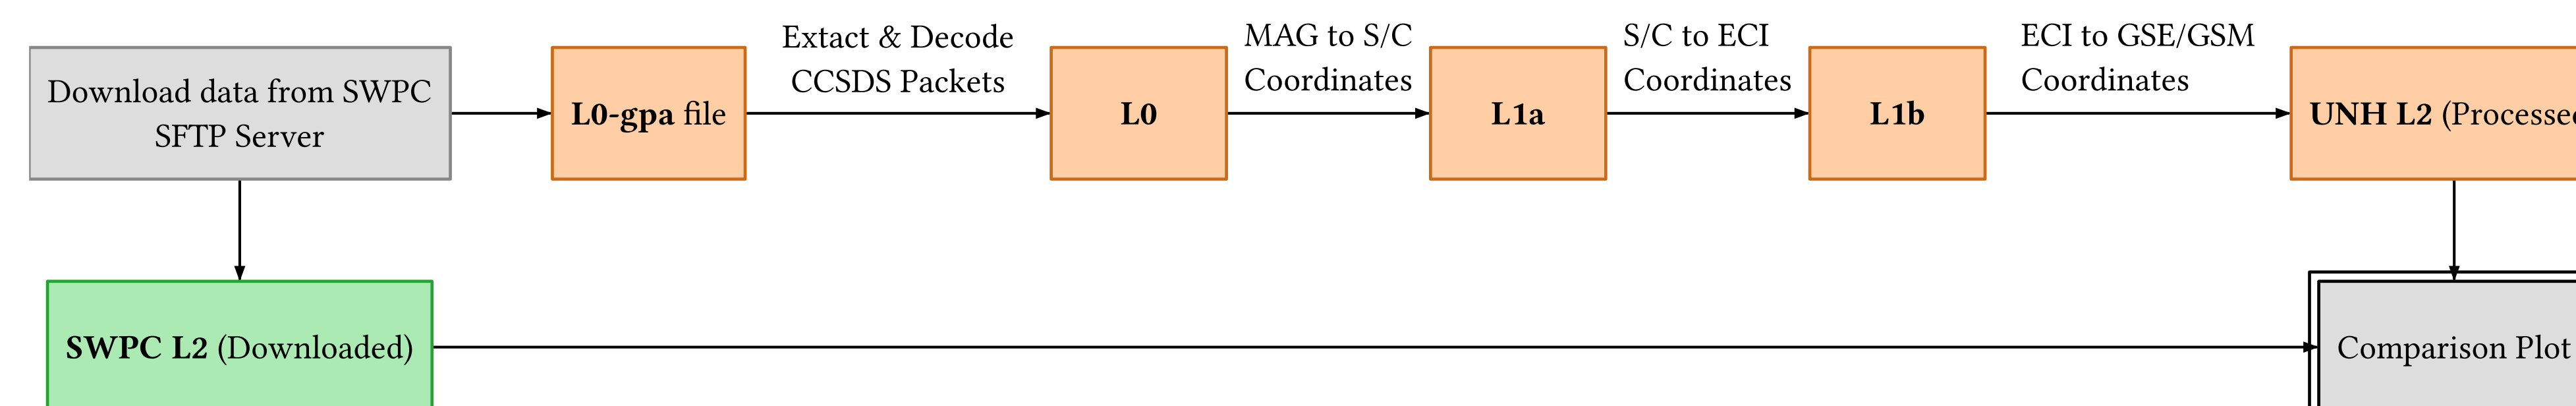 Download data from SWPC
SFTP Server
L0-gpa file
Extact & Decode
CCSDS Packets
L0
MAG to S/C
Coordinates
L1a
S/C to ECI
Coordinates
L1b
ECI to GSE/GSM
Coordinates
UNH L2
SWPC L2 (Downloaded)
Comparison Plot